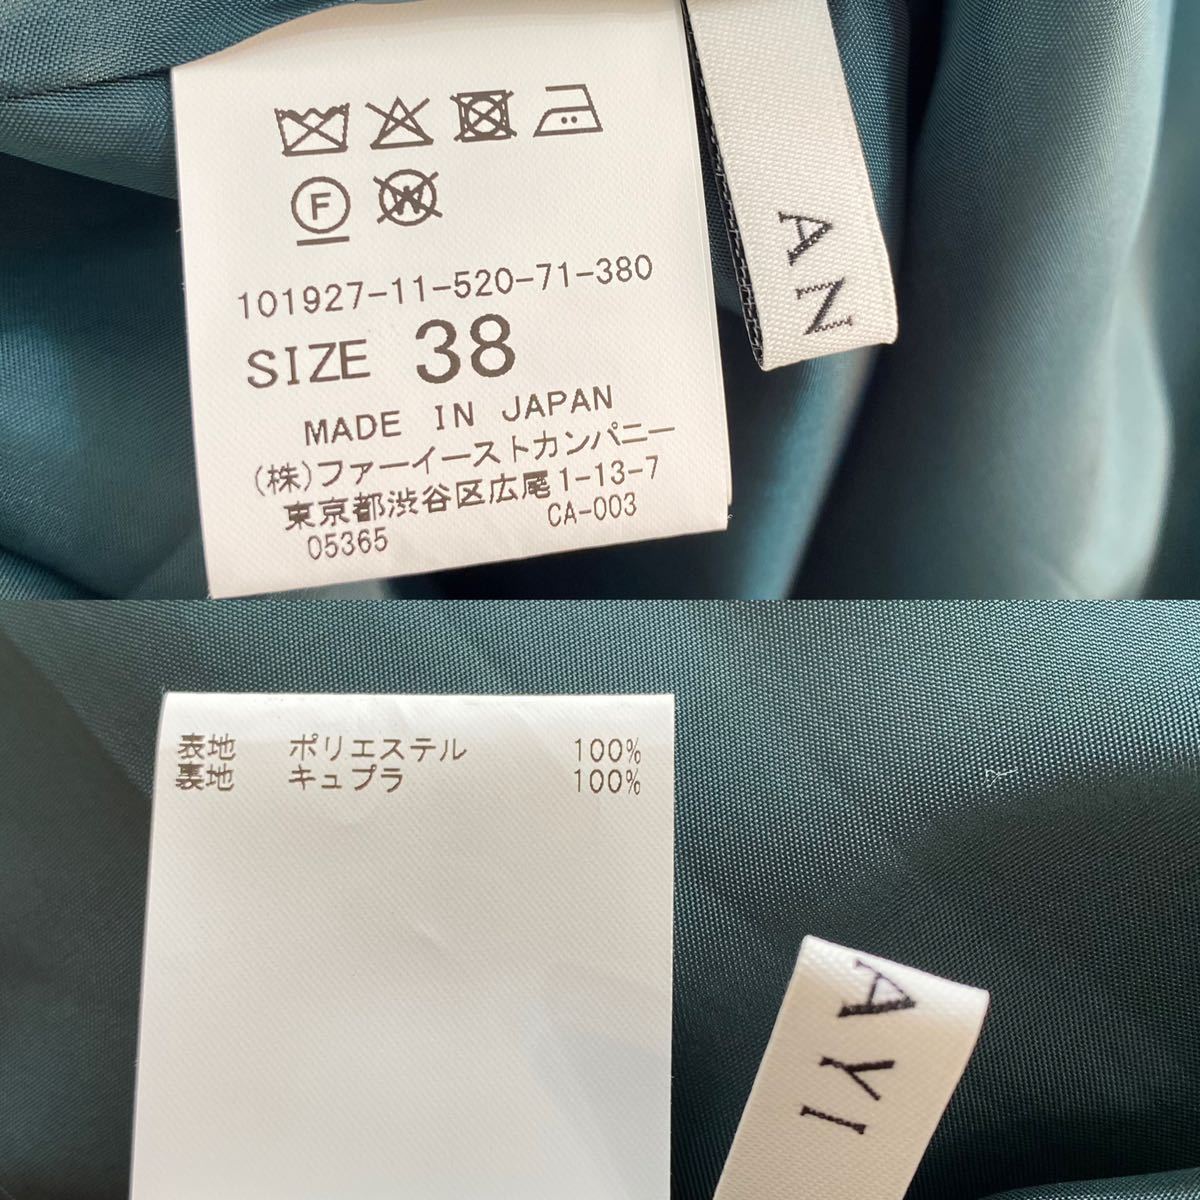 F
W
101927-11-520-71-380
SIZE 38
MADE IN JAPAN
(株)ファーイーストカンパニー
東京都渋谷区広尾1-13-7
05365 CA-003
AN
表地 ポリエステル 100%
裏地 キュプラ 100%
AYI